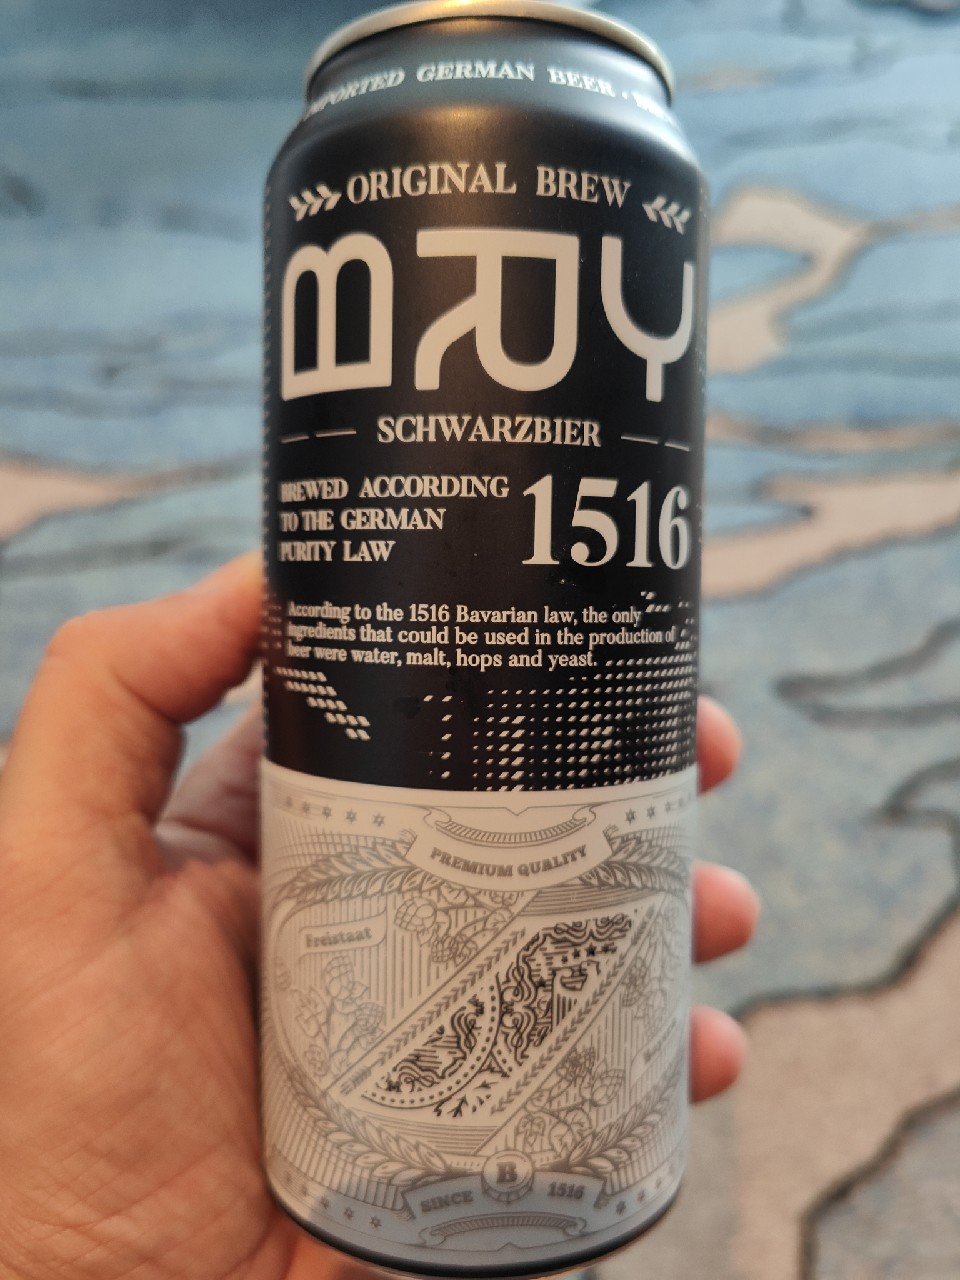 IMPORTED GERMAN BEER
ORIGINAL BREW
BRY
SCHWARZBIER
BREWED ACCORDING
TO THE GERMAN
PURITY LAW
1516
According to the 1516 Bavarian law, the only
ingredients that could be used in the production of
beer were water, malt, hops and yeast.
PREMIUM QUALITY
Freistaat
B
SINCE 1516